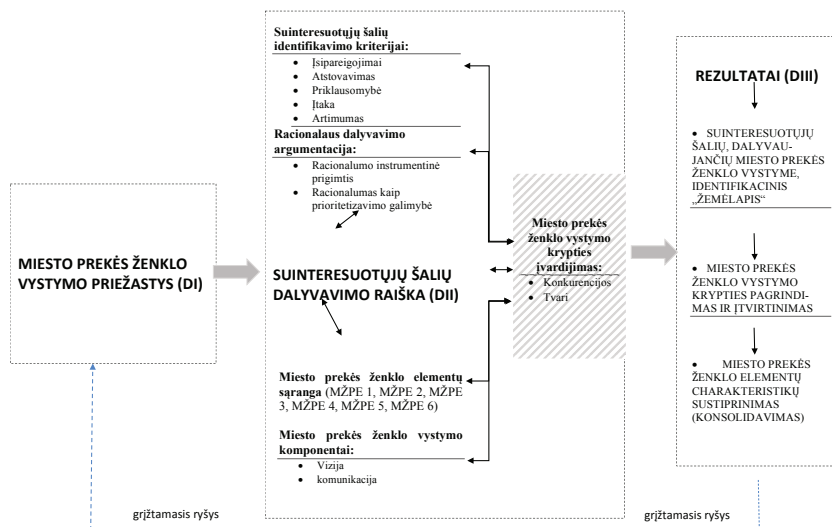 MIESTO PREKĖS ŽENKLO
VYSTYMO PRIEŽASTYS (DI)
Suinteresuotųjų šalių
identifikavimo kriterijai:
• Įsipareigojimai
• Atstovavimas
• Priklausomybė
• Įtaka
• Artimumas
Racionalaus dalyvavimo
argumentacija:
• Racionalumo instrumentinė
prigimtis
• Racionalumas kaip
prioritetizavimo galimybė
SUINTERESUOTŲJŲ ŠALIŲ
DALYVAVIMO RAIŠKA (DII)
Miesto prekės ženklo elementų
sąranga (MŽPE 1, MŽPE 2, MŽPE
3, MŽPE 4, MŽPE 5, MŽPE 6)
Miesto prekės ženklo vystymo
komponentai:
• Vizija
• komunikacija
Miesto prekės
ženklo vystymo
krypties
įvardijimas:
• Konkurencijos
• Tvari
REZULTATAI (DIII)
• SUINTERESUOTŲJŲ
ŠALIŲ, DALYVAU-
JANČIŲ MIESTO PREKĖS
ŽENKLO VYSTYME,
IDENTIFIKACINIS
„ŽEMĖLAPIS“
• MIESTO PREKĖS
ŽENKLO VYSTYMO
KRYPTIES PAGRINDI-
MAS IR ĮTVIRTINIMAS
• MIESTO PREKĖS
ŽENKLO ELEMENTŲ
CHARAKTERISTIKŲ
SUSTIPRINIMAS
(KONSOLIDAVIMAS)
grįžtamasis ryšys
grįžtamasis ryšys